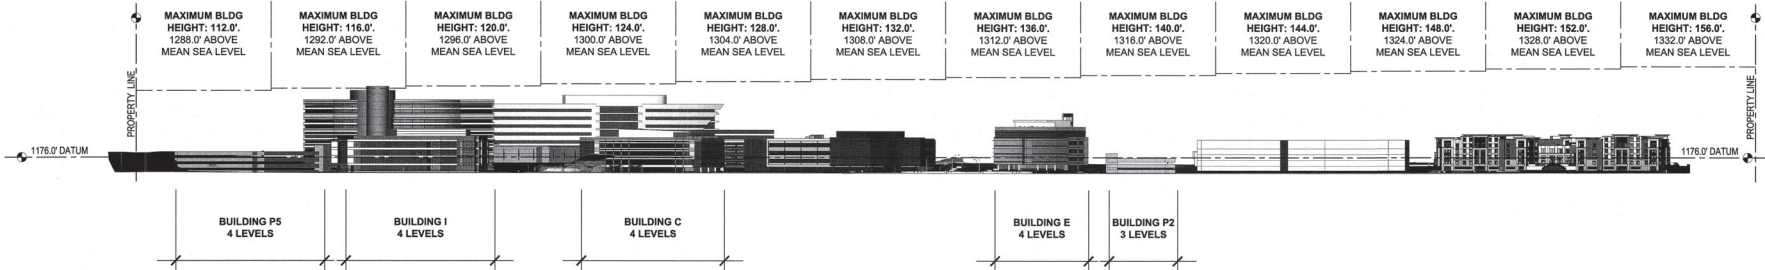 MAXIMUM BLDG
HEIGHT: 112.0'.
1288.0' ABOVE
MEAN SEA LEVEL
MAXIMUM BLDG
HEIGHT: 116.0'.
1292.0' ABOVE
MEAN SEA LEVEL
MAXIMUM BLDG
HEIGHT: 120.0'.
1296.0' ABOVE
MEAN SEA LEVEL
MAXIMUM BLDG
HEIGHT: 124.0'.
1300.0' ABOVE
MEAN SEA LEVEL
MAXIMUM BLDG
HEIGHT: 128.0'.
1304.0' ABOVE
MEAN SEA LEVEL
MAXIMUM BLDG
HEIGHT: 132.0'.
1308.0' ABOVE
MEAN SEA LEVEL
MAXIMUM BLDG
HEIGHT: 136.0'.
1312.0' ABOVE
MEAN SEA LEVEL
MAXIMUM BLDG
HEIGHT: 140.0'.
1316.0' ABOVE
MEAN SEA LEVEL
MAXIMUM BLDG
HEIGHT: 144.0'.
1320.0' ABOVE
MEAN SEA LEVEL
MAXIMUM BLDG
HEIGHT: 148.0'.
1324.0' ABOVE
MEAN SEA LEVEL
MAXIMUM BLDG
HEIGHT: 152.0'.
1328.0' ABOVE
MEAN SEA LEVEL
MAXIMUM BLDG
HEIGHT: 156.0'.
1332.0' ABOVE
MEAN SEA LEVEL
PROPERTY LINE
PROPERTY LINE
1176.0' DATUM
1176.0' DATUM
BUILDING P5
4 LEVELS
BUILDING I
4 LEVELS
BUILDING C
4 LEVELS
BUILDING E
4 LEVELS
BUILDING P2
3 LEVELS